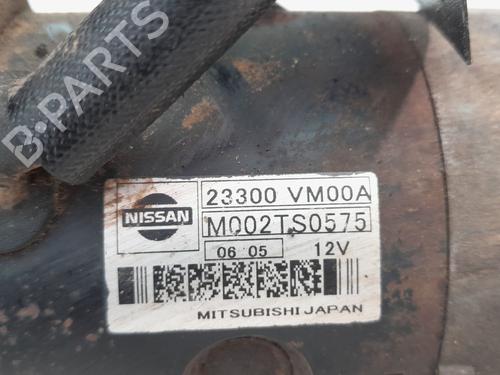 B-PARTS
NISSAN
23300 VM00A
M002TS0575
06 05 12V
MITSUBISHI JAPAN